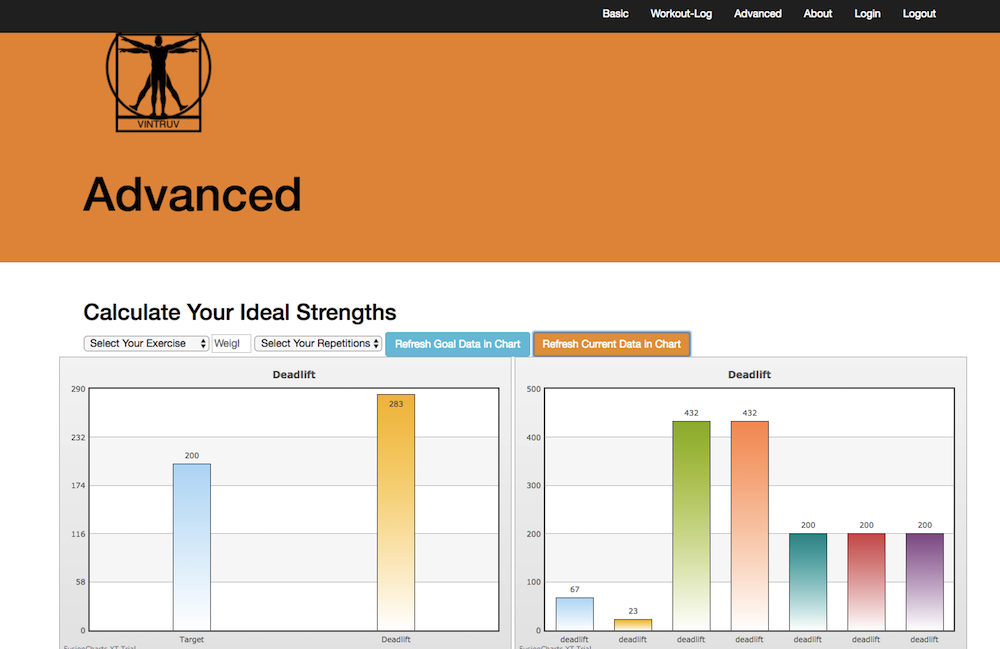 Basic Workout-Log Advanced About Login Logout
VINTRUV
Advanced
Calculate Your Ideal Strengths
Select Your Exercise Weigl Select Your Repetitions Refresh Goal Data in Chart Refresh Current Data in Chart
Deadlift
290
232
174
116
58
0
200
283
Target Deadlift
FusionCharts XT Trial
Deadlift
500
400
300
200
100
0
67
23
432
432
200
200
200
deadlift deadlift deadlift deadlift deadlift deadlift deadlift
FusionCharts XT Trial